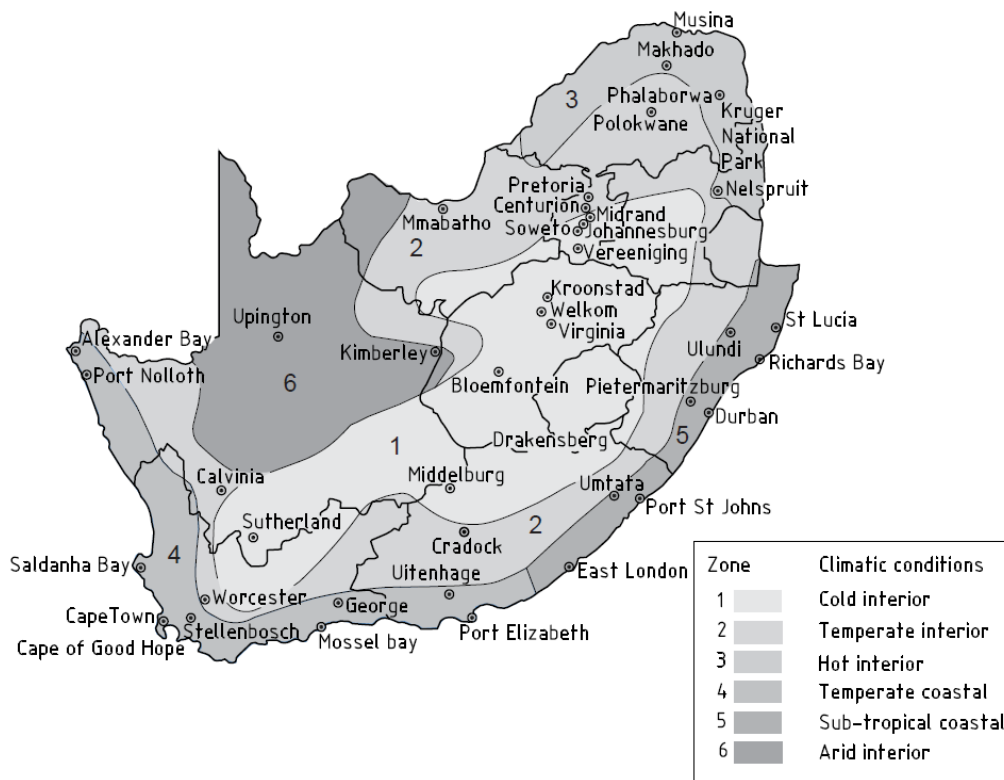 Musina
Makhado
3
Phalaborwa
Kruger
National
Park
Polokwane
Pretoria
Centurion
Nelspruit
Mmabatho
Midrand
Soweto
Johannesburg
2
Vereeniging
Kroonstad
Welkom
Virginia
Upington
St Lucia
Alexander Bay
Ulundi
Kimberley
Richards Bay
Port Nolloth
6
Bloemfontein
Pietermaritzburg
Durban
5
1
Drakensberg
Calvinia
Middelburg
Umtata
Port St Johns
Sutherland
2
Cradock
4
Saldanha Bay
Uitenhage
East London
Worcester
George
CapeTown
Stellenbosch
Port Elizabeth
Mossel bay
Cape of Good Hope
Zone Climatic conditions
1 Cold interior
2 Temperate interior
3 Hot interior
4 Temperate coastal
5 Sub-tropical coastal
6 Arid interior